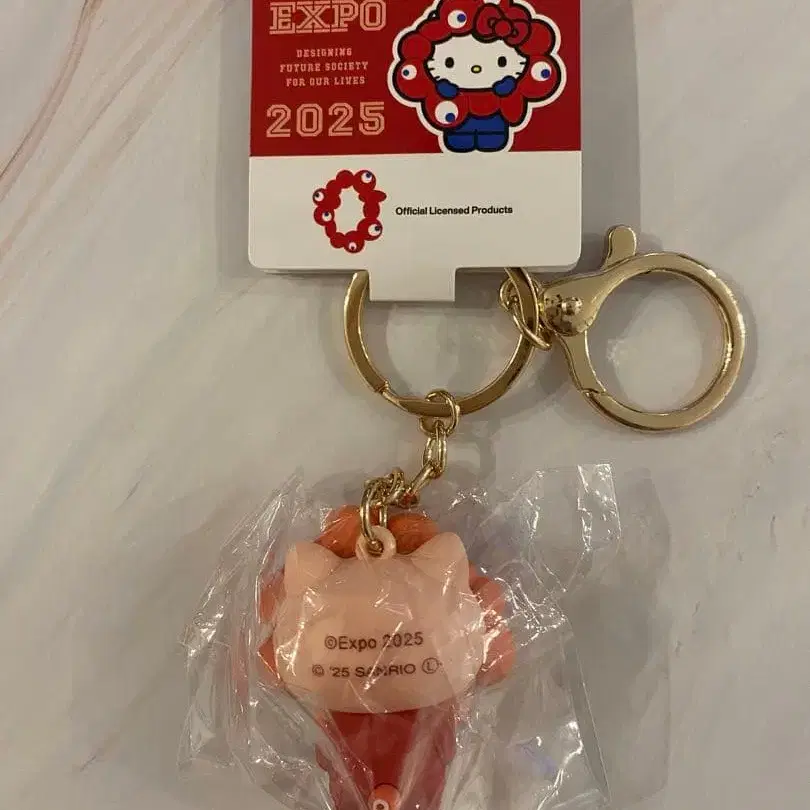 EXPO
DESIGNING
FUTURE SOCIETY
FOR OUR LIVES
2025
Official Licensed Products
©Expo 2025
© '25 SANRIO Ⓛ